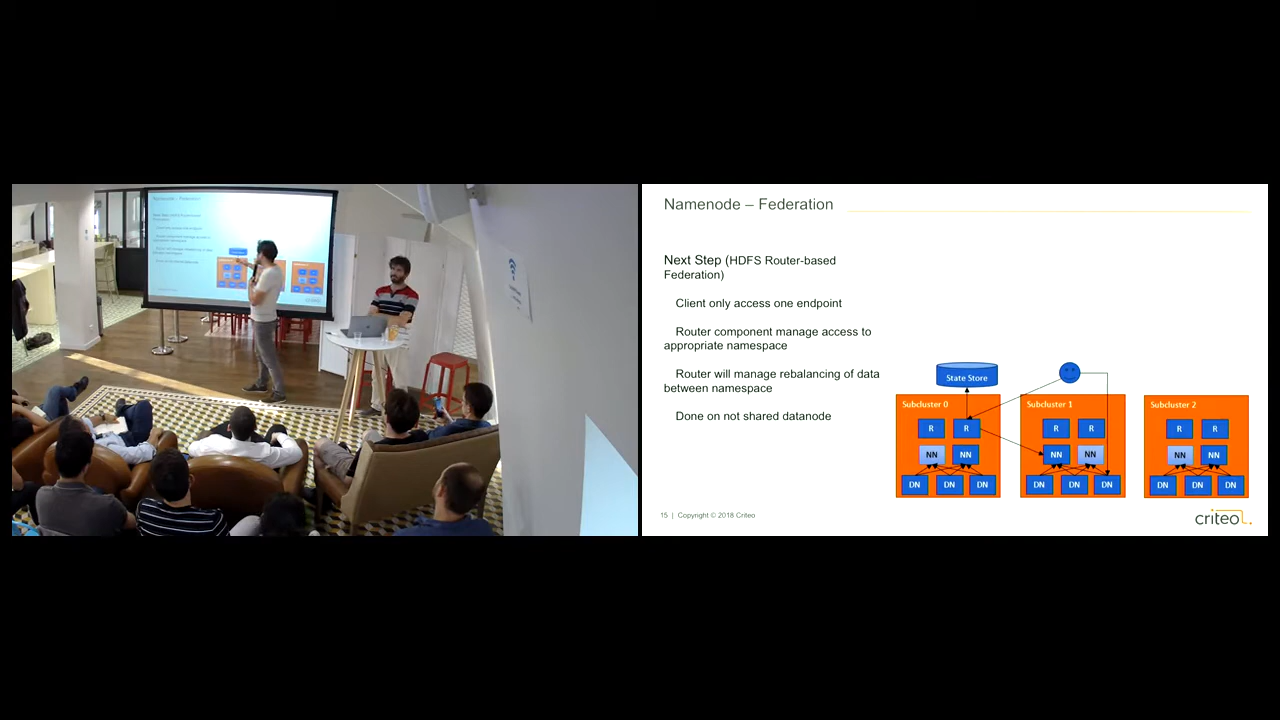 Namenode – Federation
Next Step (HDFS Router-based
Federation)
Client only access one endpoint
Router component manage access to
appropriate namespace
Router will manage rebalancing of data
between namespace
Done on not shared datanode
State Store
Subcluster 0
R R
NN NN
DN DN DN
Subcluster 1
R R
NN NN
DN DN DN
Subcluster 2
R R
NN NN
DN DN DN
15 | Copyright © 2018 Criteo
criteo